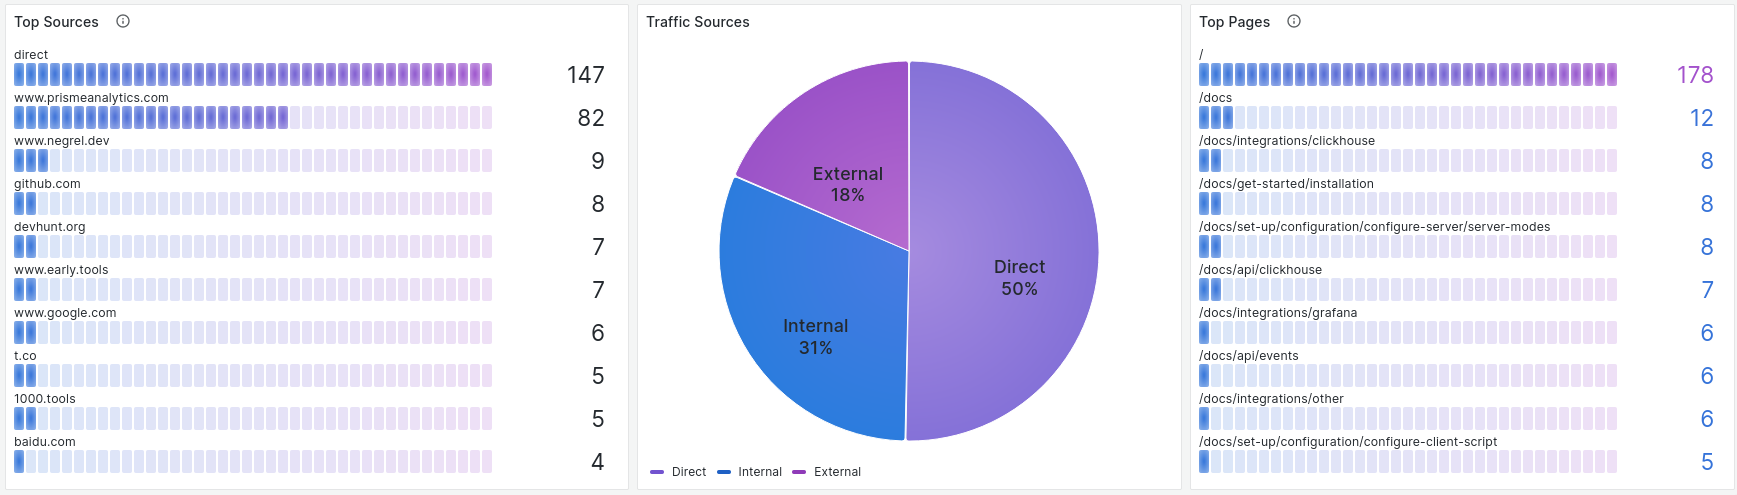 Top Sources
direct
147
www.prismeanalytics.com
82
www.negrel.dev
9
github.com
8
devhunt.org
7
www.early.tools
7
www.google.com
6
t.co
5
1000.tools
5
baidu.com
4
Traffic Sources
External
18%
Direct
50%
Internal
31%
Direct Internal External
Top Pages
/
178
/docs
12
/docs/integrations/clickhouse
8
/docs/get-started/installation
8
/docs/set-up/configuration/configure-server/server-modes
8
/docs/api/clickhouse
7
/docs/integrations/grafana
6
/docs/api/events
6
/docs/integrations/other
6
/docs/set-up/configuration/configure-client-script
5